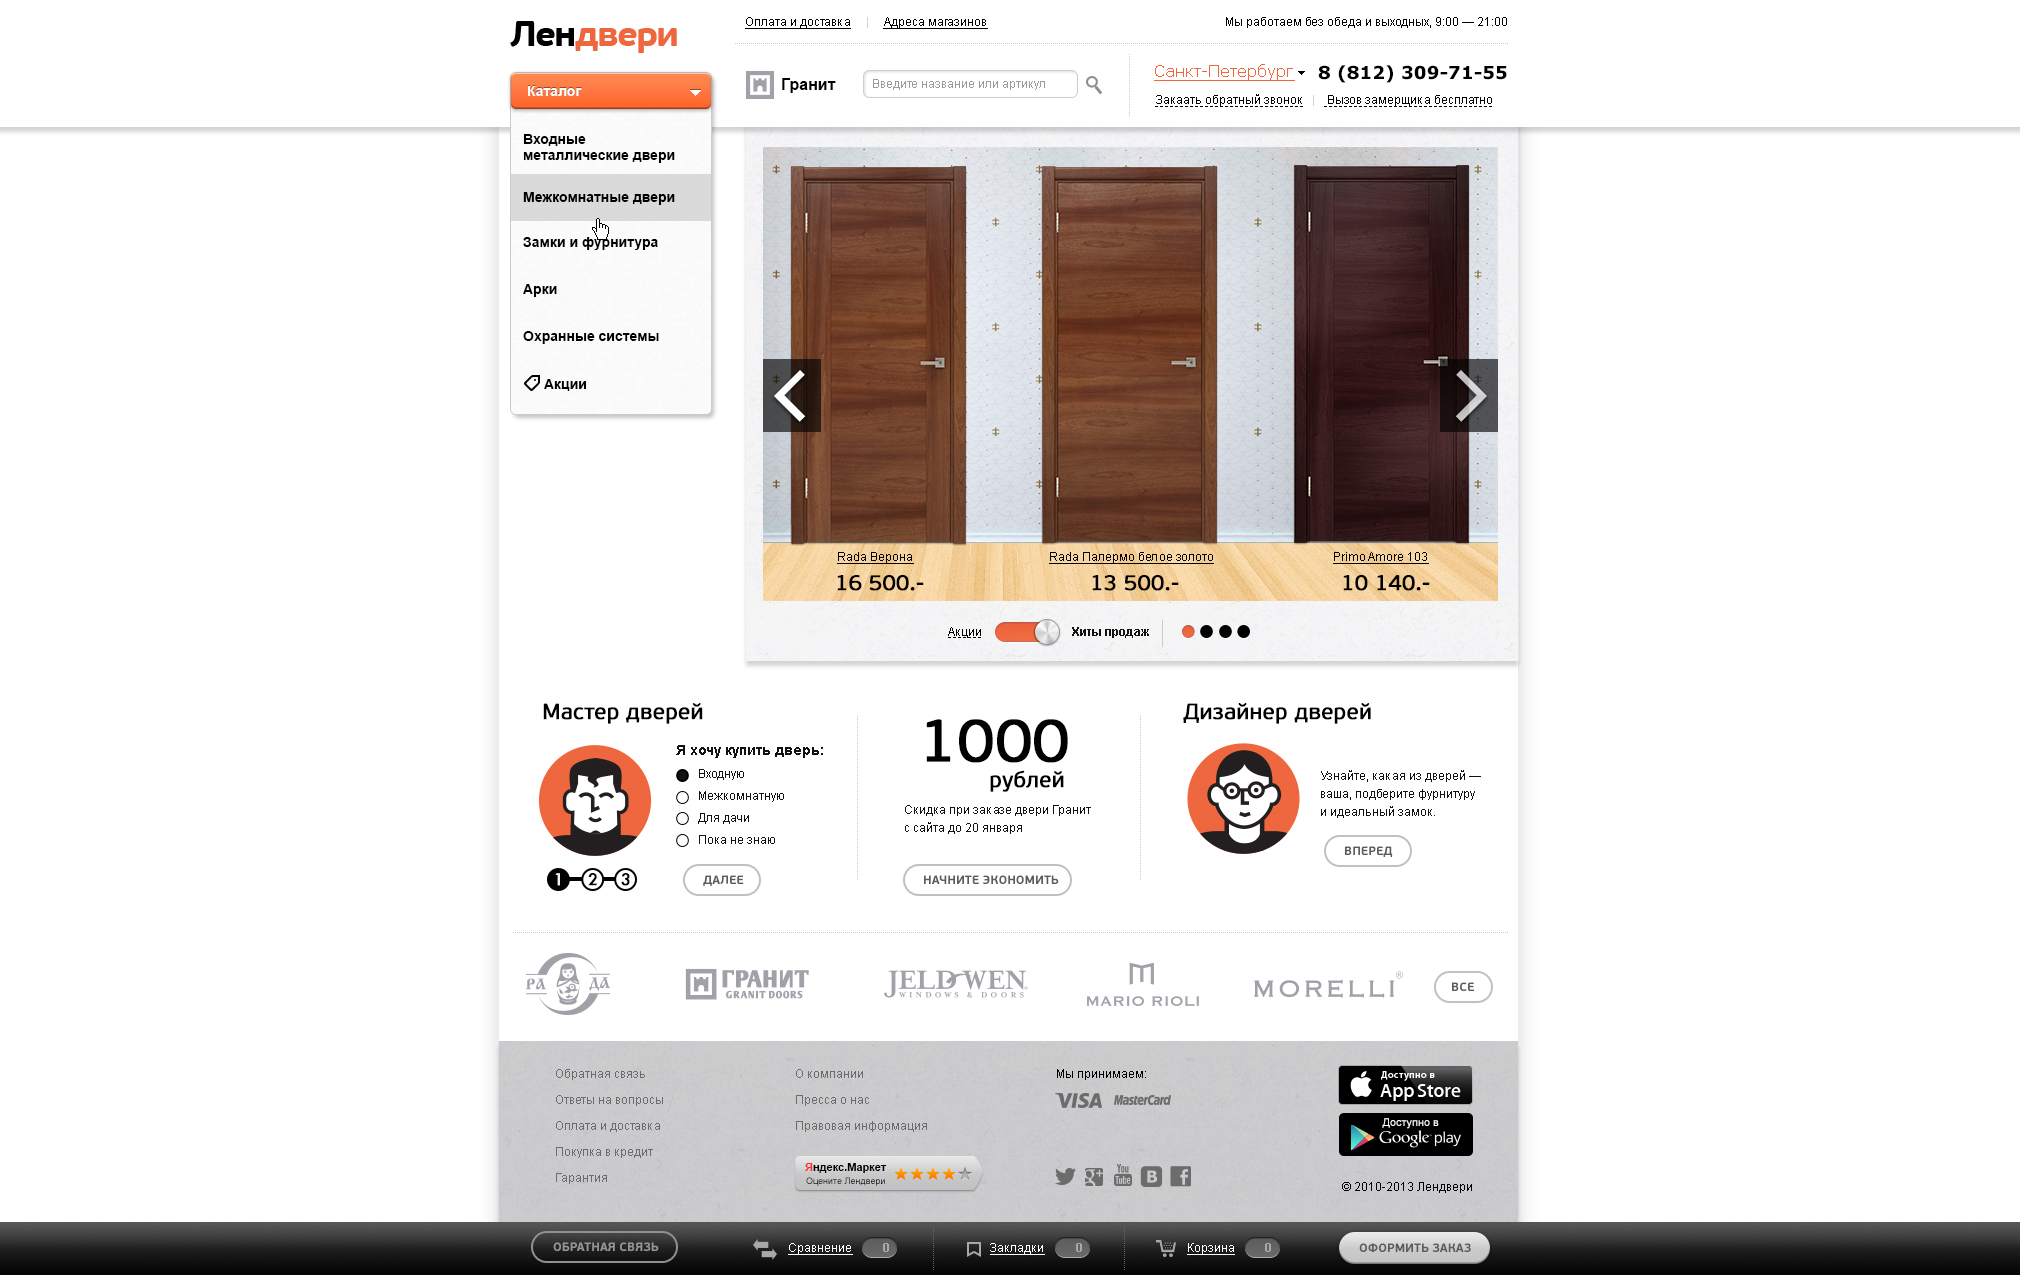 Лендвери
Оплата и доставка
Адреса магазинов
Мы работаем без обеда и выходных, 9:00 — 21:00
Каталог
Гранит
Введите название или артикул
Санкт-Петербург
8 (812) 309-71-55
Закаать обратный звонок
Вызов замерщика бесплатно
Входные
металлические двери
Межкомнатные двери
Замки и фурнитура
Арки
Охранные системы
Акции
Rada Верона
16 500.-
Rada Палермо белое золото
13 500.-
Primo Amore 103
10 140.-
Акции
Хиты продаж
Мастер дверей
Я хочу купить дверь:
Входную
Межкомнатную
Для дачи
Пока не знаю
1 2 3
ДАЛЕЕ
1000
рублей
Скидка при заказе двери Гранит
с сайта до 20 января
НАЧНИТЕ ЭКОНОМИТЬ
Дизайнер дверей
Узнайте, какая из дверей —
ваша, подберите фурнитуру
и идеальный замок.
ВПЕРЕД
РАДА
ГРАНИТ
GRANIT DOORS
JELD-WEN
WINDOWS & DOORS
MARIO RIOLI
MORELLI®
ВСЕ
Обратная связь
Ответы на вопросы
Оплата и доставка
Покупка в кредит
Гарантия
О компании
Пресса о нас
Правовая информация
Яндекс.Маркет
Оцените Лендвери
Мы принимаем:
VISA
MasterCard
You
Tube
Доступно в
App Store
Доступно в
Google play
© 2010-2013 Лендвери
ОБРАТНАЯ СВЯЗЬ
Сравнение 0
Закладки 0
Корзина 0
ОФОРМИТЬ ЗАКАЗ